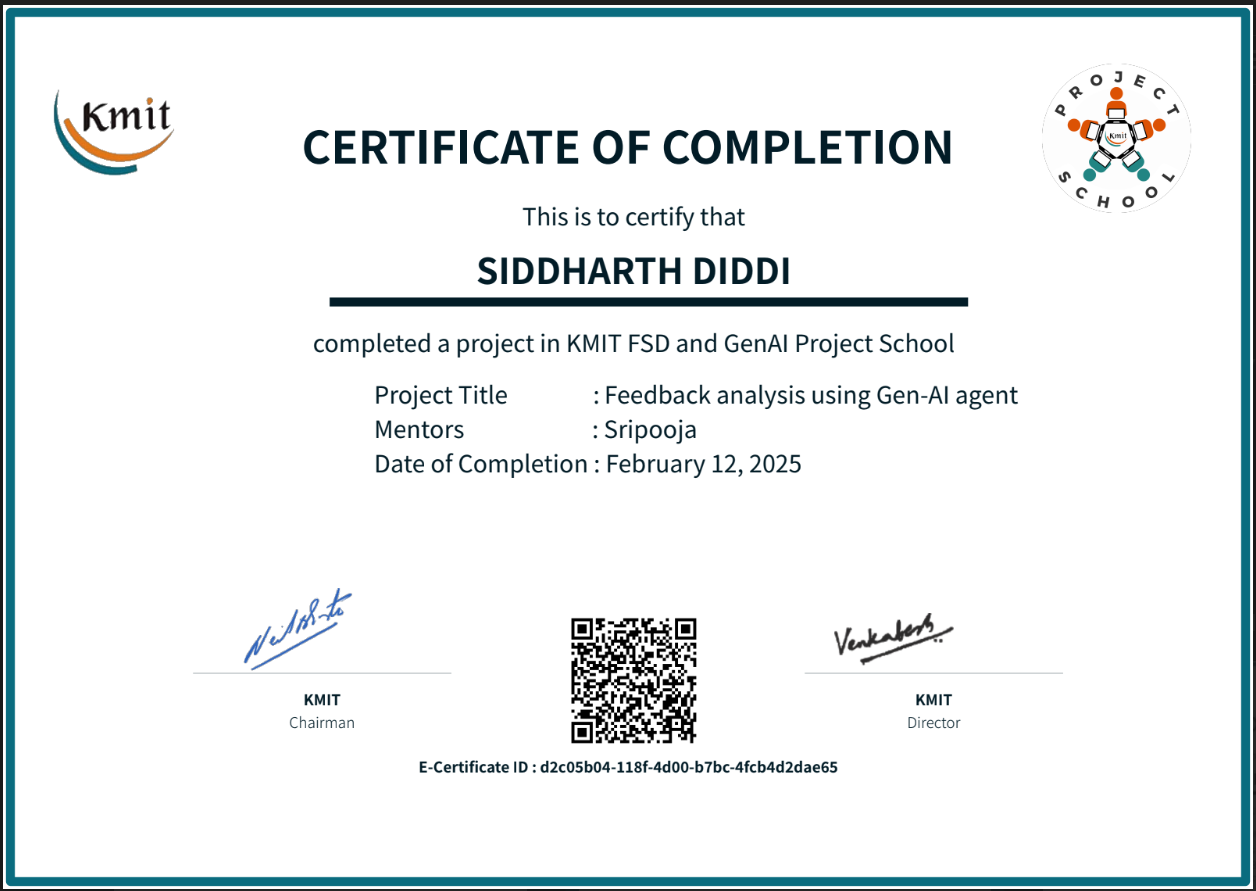 Kmit
PROJECT
Kmit
SCHOOL
CERTIFICATE OF COMPLETION
This is to certify that
SIDDHARTH DIDDI
completed a project in KMIT FSD and GenAI Project School
Project Title : Feedback analysis using Gen-AI agent
Mentors : Sripooja
Date of Completion : February 12, 2025
Venkatesh
KMIT
Chairman
KMIT
Director
E-Certificate ID : d2c05b04-118f-4d00-b7bc-4fcb4d2dae65